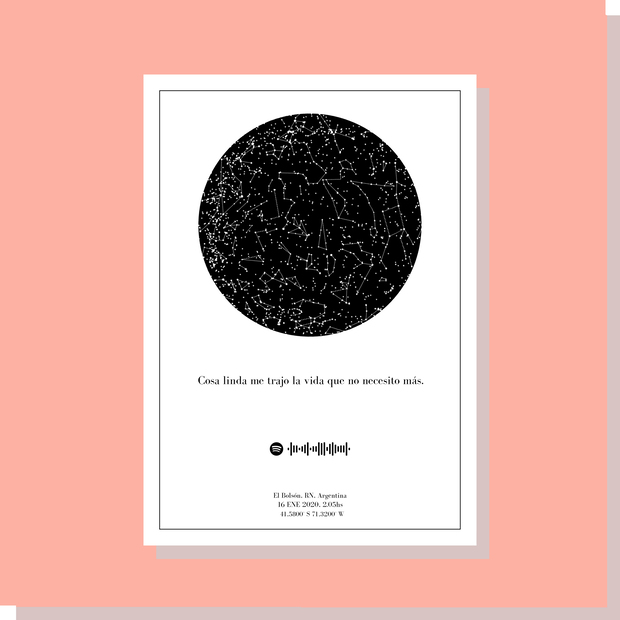 Cosa linda me trajo la vida que no necesito más.
El Bolsón, RN, Argentina
16 ENE 2020, 2.05hs
41.5800° S 71.3200° W